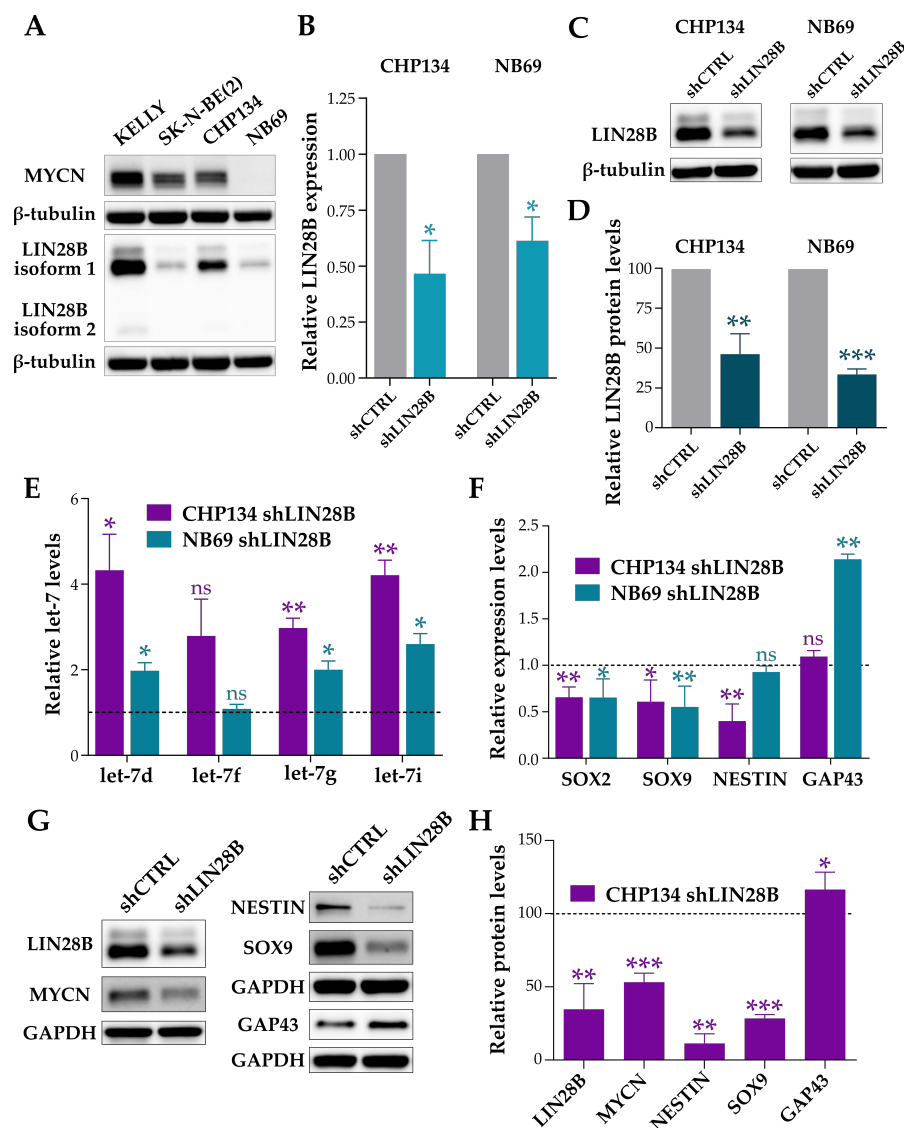 A
KELLY
SK-N-BE(2)
CHP134
NB69
MYCN
β-tubulin
LIN28B
isoform 1
LIN28B
isoform 2
β-tubulin
B
CHP134 NB69
Relative LIN28B expression
1.25
1.00
0.75
0.50
0.25
0.00
* *
shCTRL
shLIN28B
shCTRL
shLIN28B
C
CHP134 NB69
shCTRL
shLIN28B
shCTRL
shLIN28B
LIN28B
β-tubulin
D
CHP134 NB69
Relative LIN28B protein levels
100
75
50
25
0
** ***
shCTRL
shLIN28B
shCTRL
shLIN28B
E
Relative let-7 levels
6
4
2
0
CHP134 shLIN28B
NB69 shLIN28B
* * ns ns ** * ** *
let-7d let-7f let-7g let-7i
F
Relative expression levels
2.5
2.0
1.5
1.0
0.5
0.0
CHP134 shLIN28B
NB69 shLIN28B
** * * ** ** ns ns **
SOX2 SOX9 NESTIN GAP43
G
shCTRL
shLIN28B
LIN28B
MYCN
GAPDH
shCTRL
shLIN28B
NESTIN
SOX9
GAPDH
GAP43
GAPDH
H
Relative protein levels
150
100
50
0
CHP134 shLIN28B
** *** ** *** *
LIN28B
MYCN
NESTIN
SOX9
GAP43